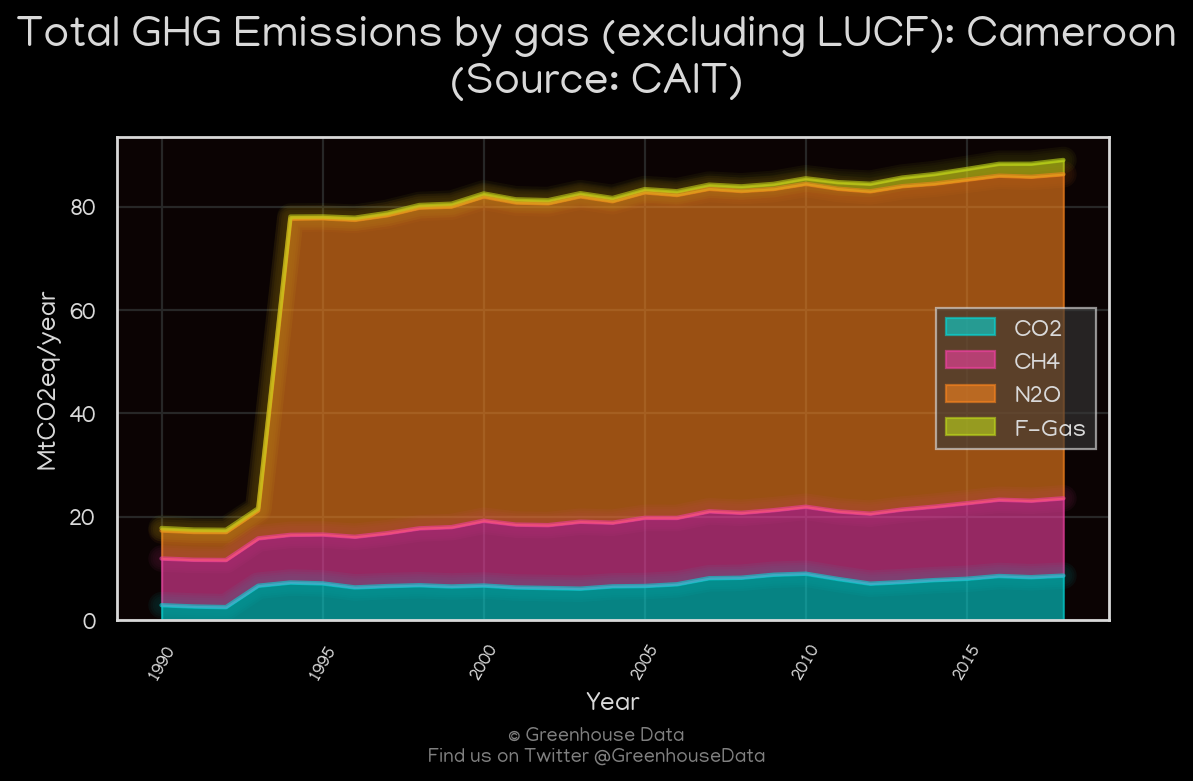 Total GHG Emissions by gas (excluding LUCF): Cameroon
(Source: CAIT)
MtCO2eq/year
80
60
40
20
0
CO2
CH4
N2O
F-Gas
1990
1995
2000
2005
2010
2015
Year
© Greenhouse Data
Find us on Twitter @GreenhouseData